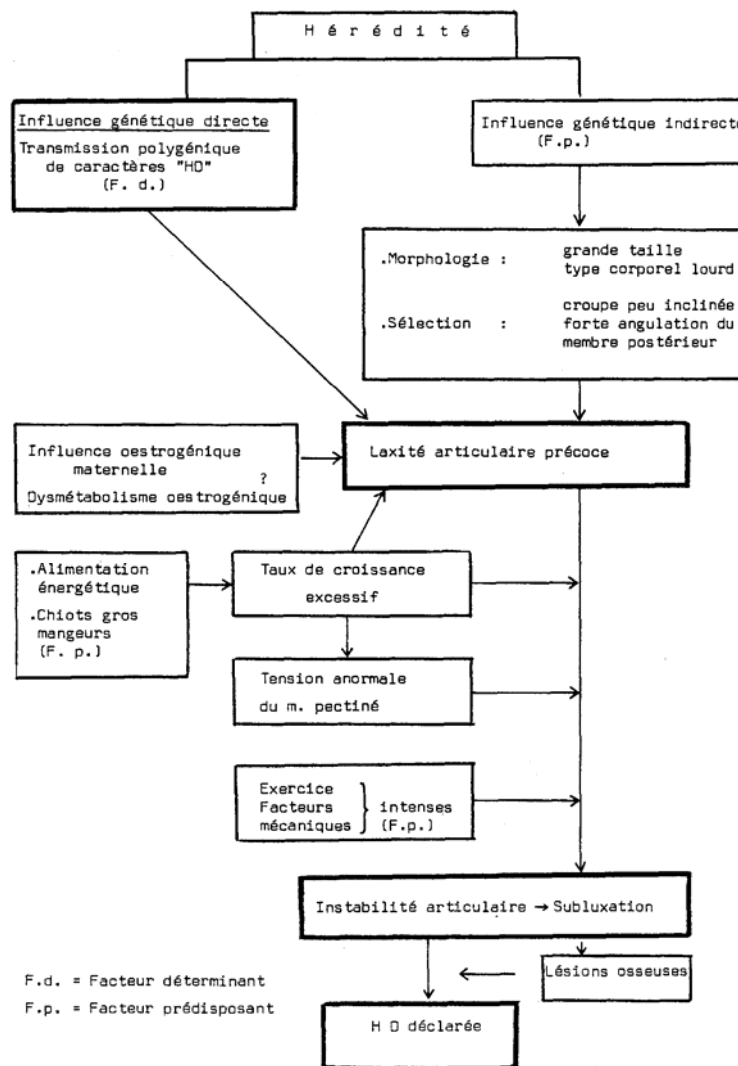 Hérédité
Influence génétique directe
Transmission polygénique
de caractères "HD"
(F. d.)
Influence génétique indirecte
(F.p.)
.Morphologie : grande taille
type corporel lourd
croupe peu inclinée
.Sélection : forte angulation du
membre postérieur
Influence oestrogénique
maternelle
?
Dysmétabolisme oestrogénique
Laxité articulaire précoce
.Alimentation
énergétique
.Chiots gros
mangeurs
(F. p.)
Taux de croissance
excessif
Tension anormale
du m. pectiné
Exercice
Facteurs } intenses
mécaniques (F.p.)
Instabilité articulaire → Subluxation
Lésions osseuses
F.d. = Facteur déterminant
F.p. = Facteur prédisposant
H D déclarée